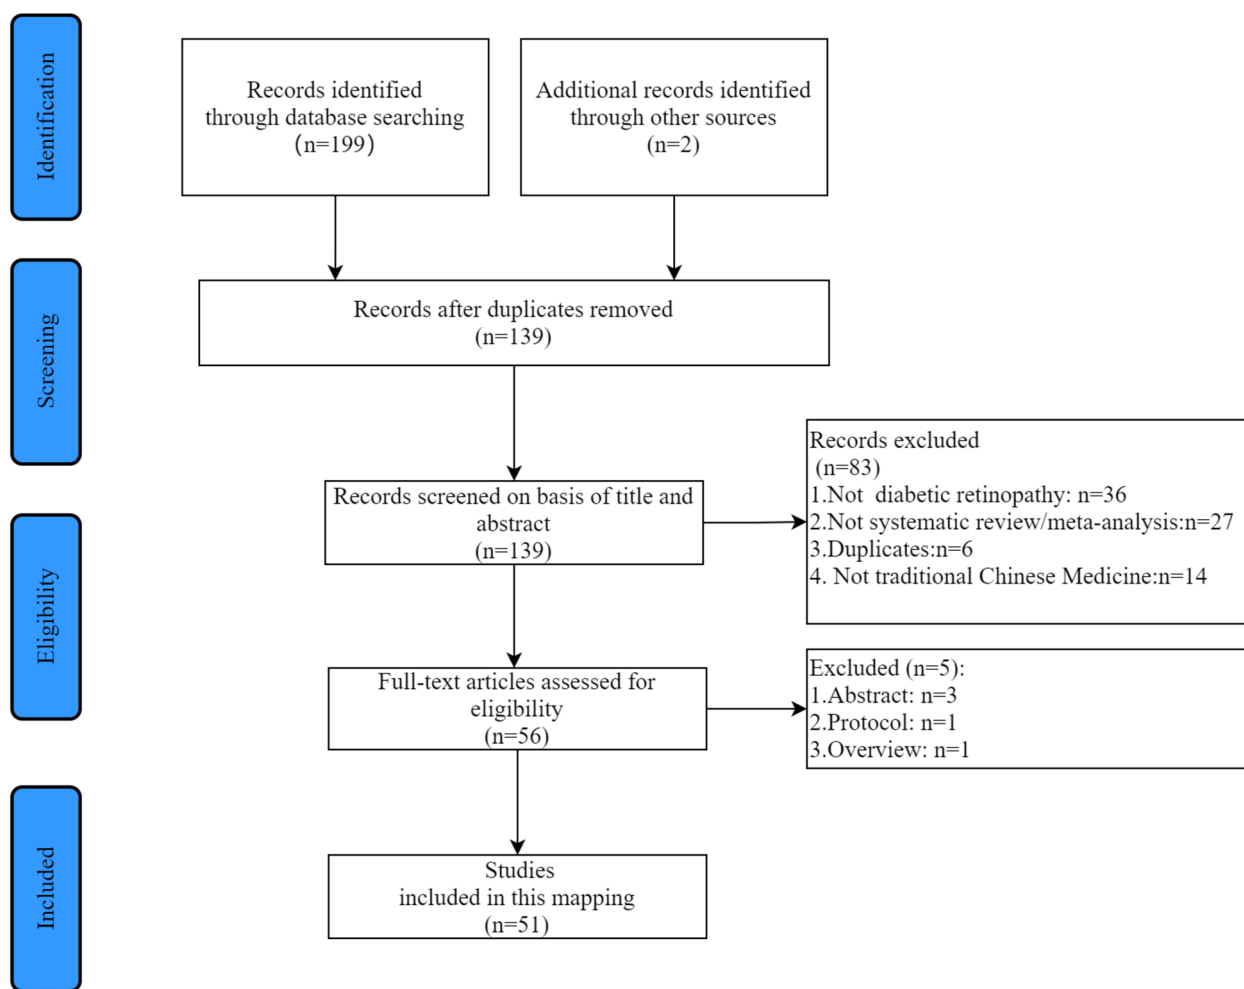 Identification
Records identified
through database searching
(n=199)
Additional records identified
through other sources
(n=2)
Screening
Records after duplicates removed
(n=139)
Records screened on basis of title and
abstract
(n=139)
Records excluded
(n=83)
1.Not diabetic retinopathy: n=36
2.Not systematic review/meta-analysis:n=27
3.Duplicates:n=6
4. Not traditional Chinese Medicine:n=14
Eligibility
Full-text articles assessed for
eligibility
(n=56)
Excluded (n=5):
1.Abstract: n=3
2.Protocol: n=1
3.Overview: n=1
Included
Studies
included in this mapping
(n=51)